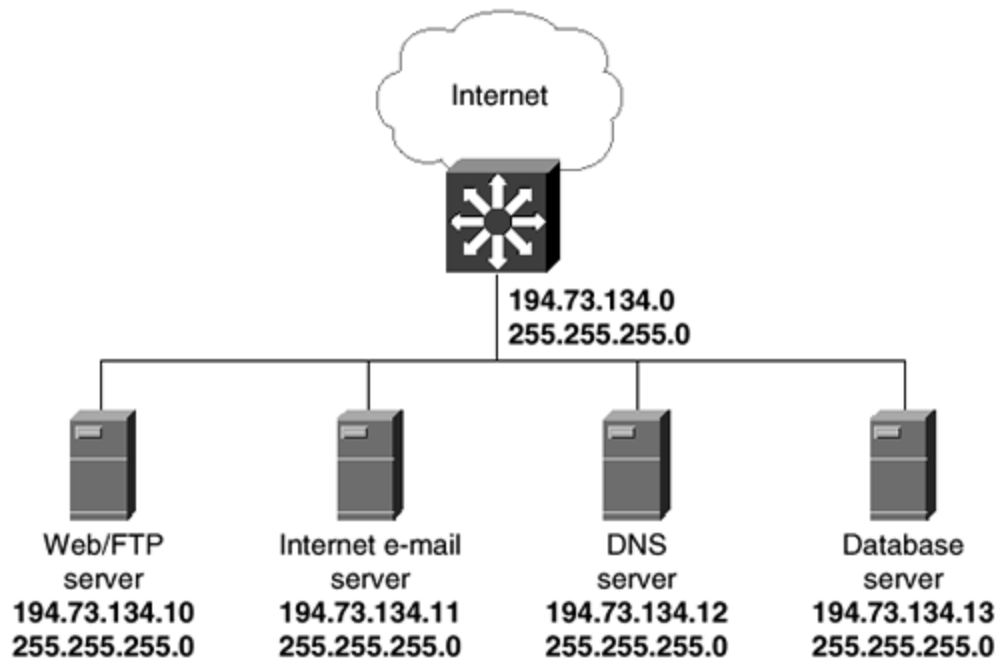 Internet
194.73.134.0
255.255.255.0
Web/FTP
server
194.73.134.10
255.255.255.0
Internet e-mail
server
194.73.134.11
255.255.255.0
DNS
server
194.73.134.12
255.255.255.0
Database
server
194.73.134.13
255.255.255.0